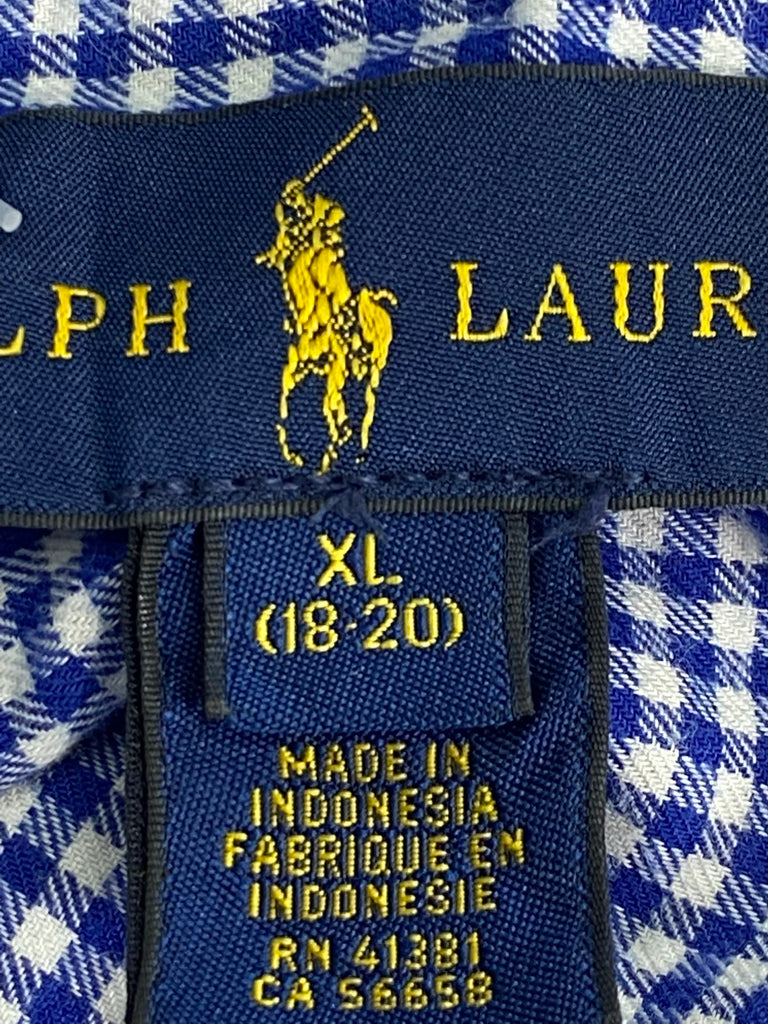 LPH LAUR
XL
(18-20)
MADE IN
INDONESIA
FABRIQUE EN
INDONESIE
RN 41381
CA 56658